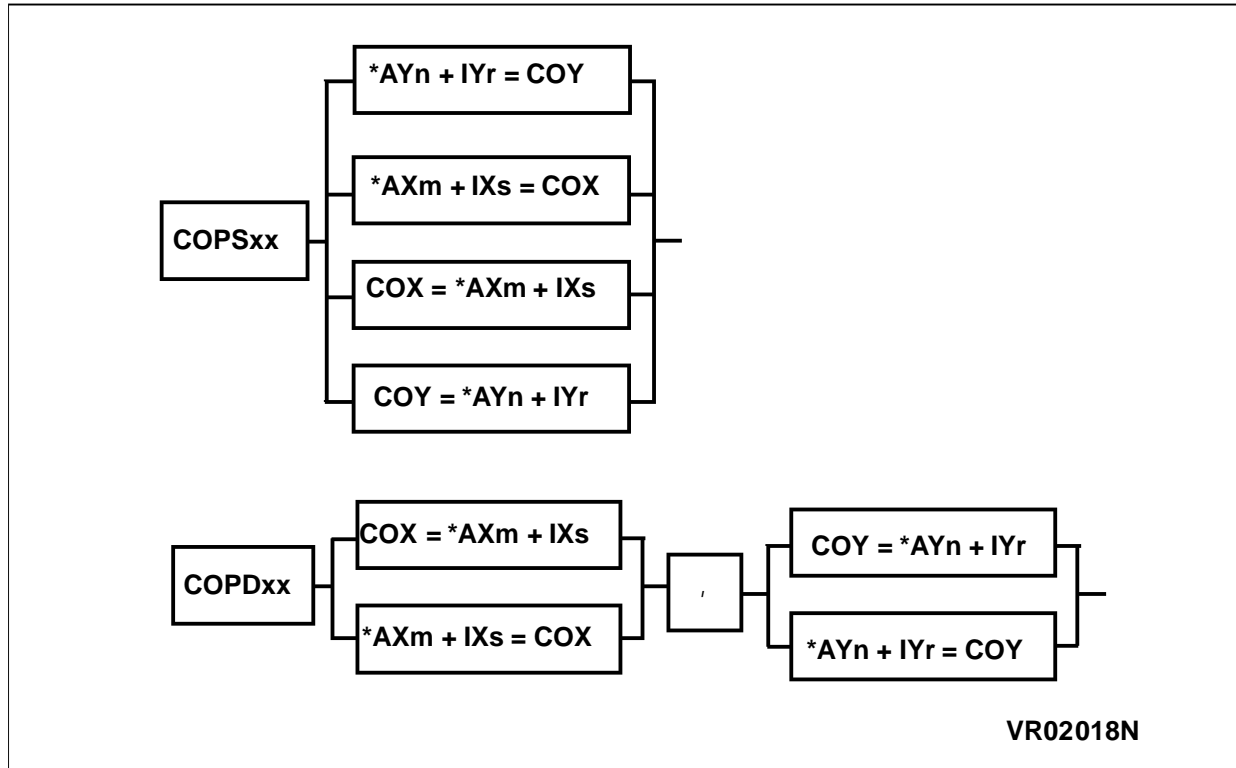 *AYn + IYr = COY
*AXm + IXs = COX
COPSxx
COX = *AXm + IXs
COY = *AYn + IYr
COX = *AXm + IXs
COY = *AYn + IYr
COPDxx
,
*AXm + IXs = COX
*AYn + IYr = COY
VR02018N